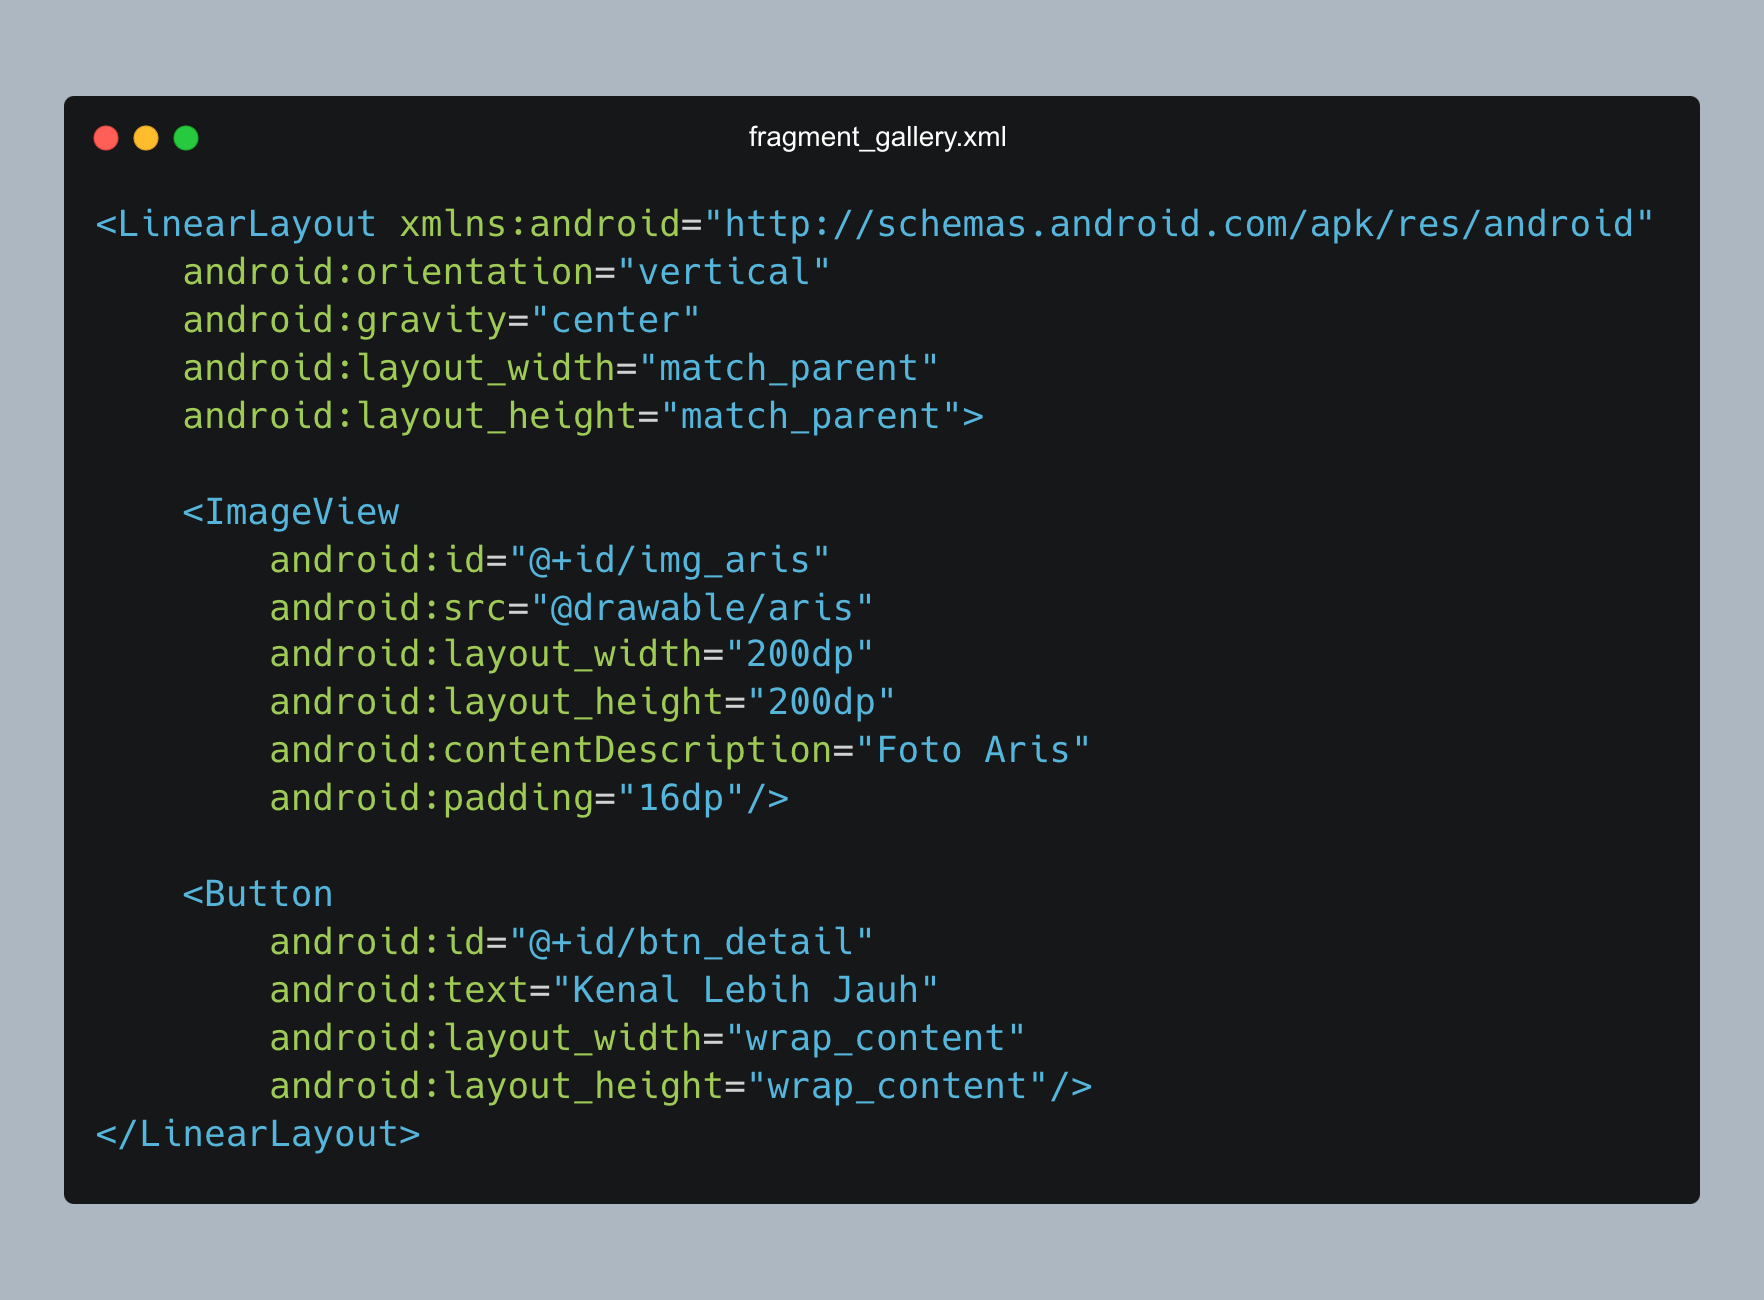 fragment_gallery.xml
<LinearLayout xmlns:android="http://schemas.android.com/apk/res/android"
    android:orientation="vertical"
    android:gravity="center"
    android:layout_width="match_parent"
    android:layout_height="match_parent">
    <ImageView
        android:id="@+id/img_aris"
        android:src="@drawable/aris"
        android:layout_width="200dp"
        android:layout_height="200dp"
        android:contentDescription="Foto Aris"
        android:padding="16dp"/>
    <Button
        android:id="@+id/btn_detail"
        android:text="Kenal Lebih Jauh"
        android:layout_width="wrap_content"
        android:layout_height="wrap_content"/>
</LinearLayout>